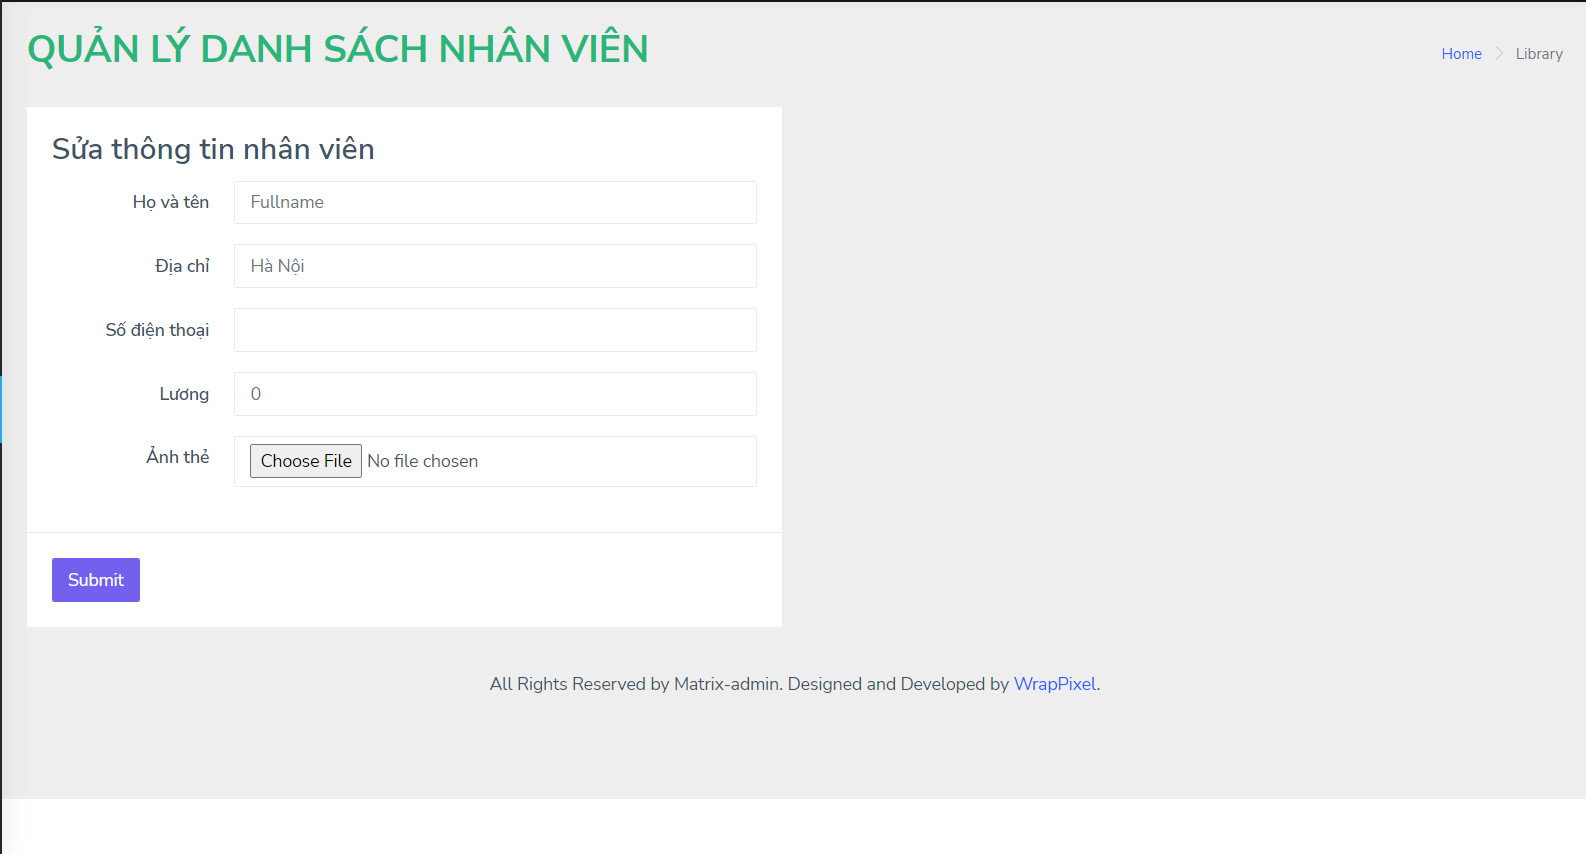 QUẢN LÝ DANH SÁCH NHÂN VIÊN
Home > Library
Sửa thông tin nhân viên
Họ và tên Fullname
Địa chỉ Hà Nội
Số điện thoại
Lương 0
Ảnh thẻ Choose File No file chosen
Submit
All Rights Reserved by Matrix-admin. Designed and Developed by WrapPixel.